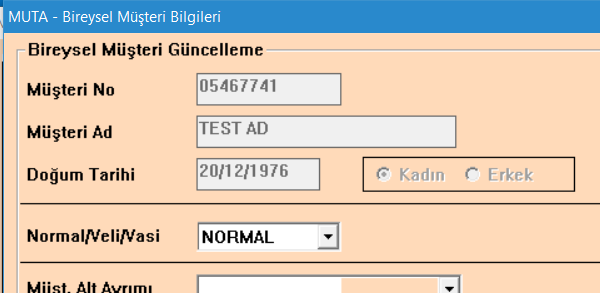 MUTA - Bireysel Müşteri Bilgileri
Bireysel Müşteri Güncelleme
Müşteri No 05467741
Müşteri Ad TEST AD
Doğum Tarihi 20/12/1976 Kadın Erkek
Normal/Veli/Vasi NORMAL
Müşt. Alt Ayrımı